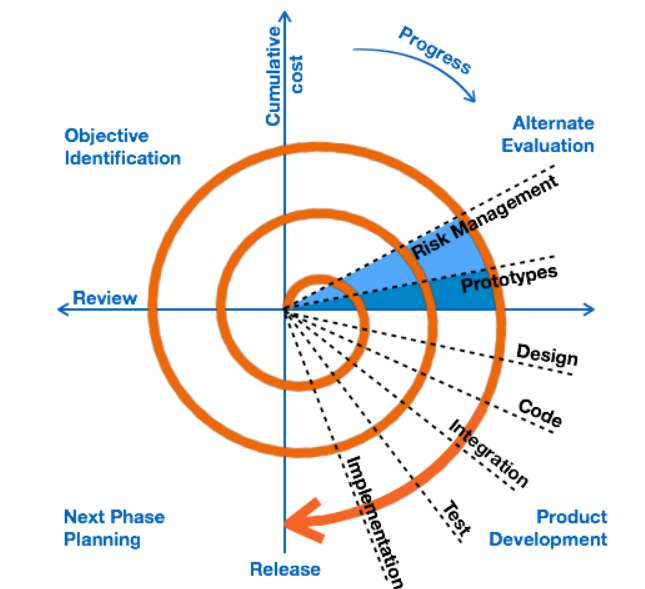 Cumulative
cost
Progress
Objective
Identification
Alternate
Evaluation
Risk Management
Prototypes
Review
Design
Code
Integration
Test
Implementation
Next Phase
Planning
Product
Development
Release